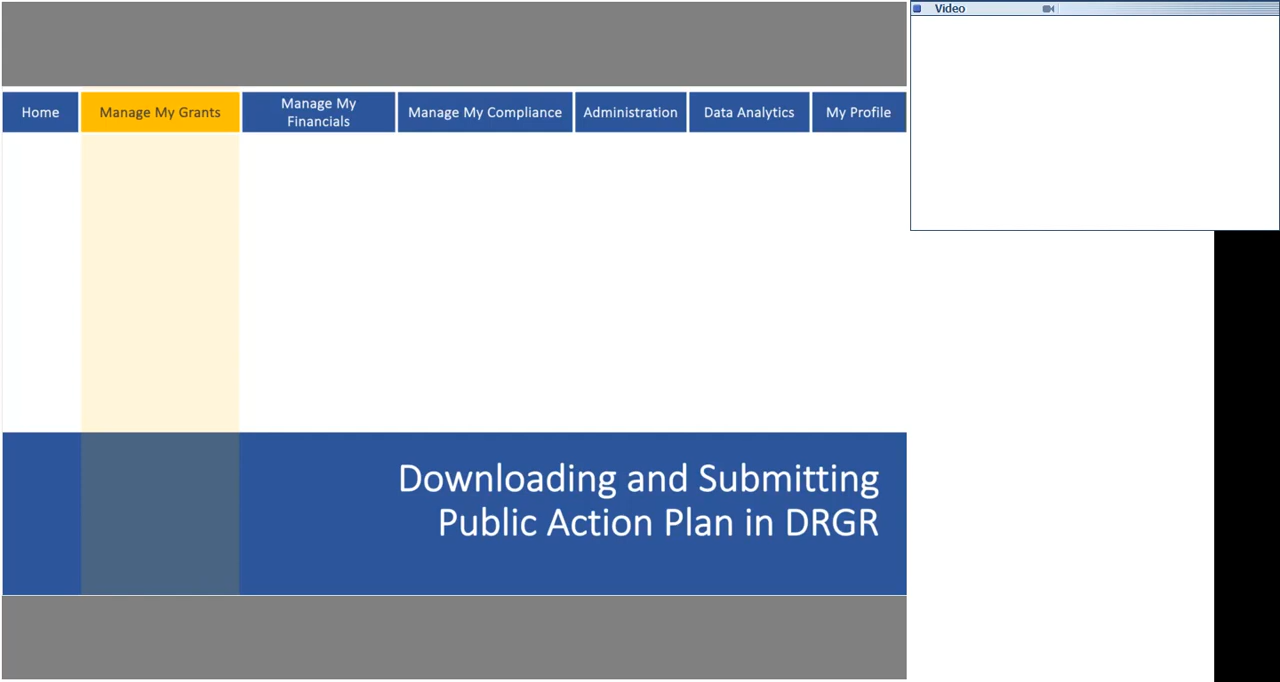 Video
Home
Manage My Grants
Manage My
Financials
Manage My Compliance
Administration
Data Analytics
My Profile
Downloading and Submitting
Public Action Plan in DRGR